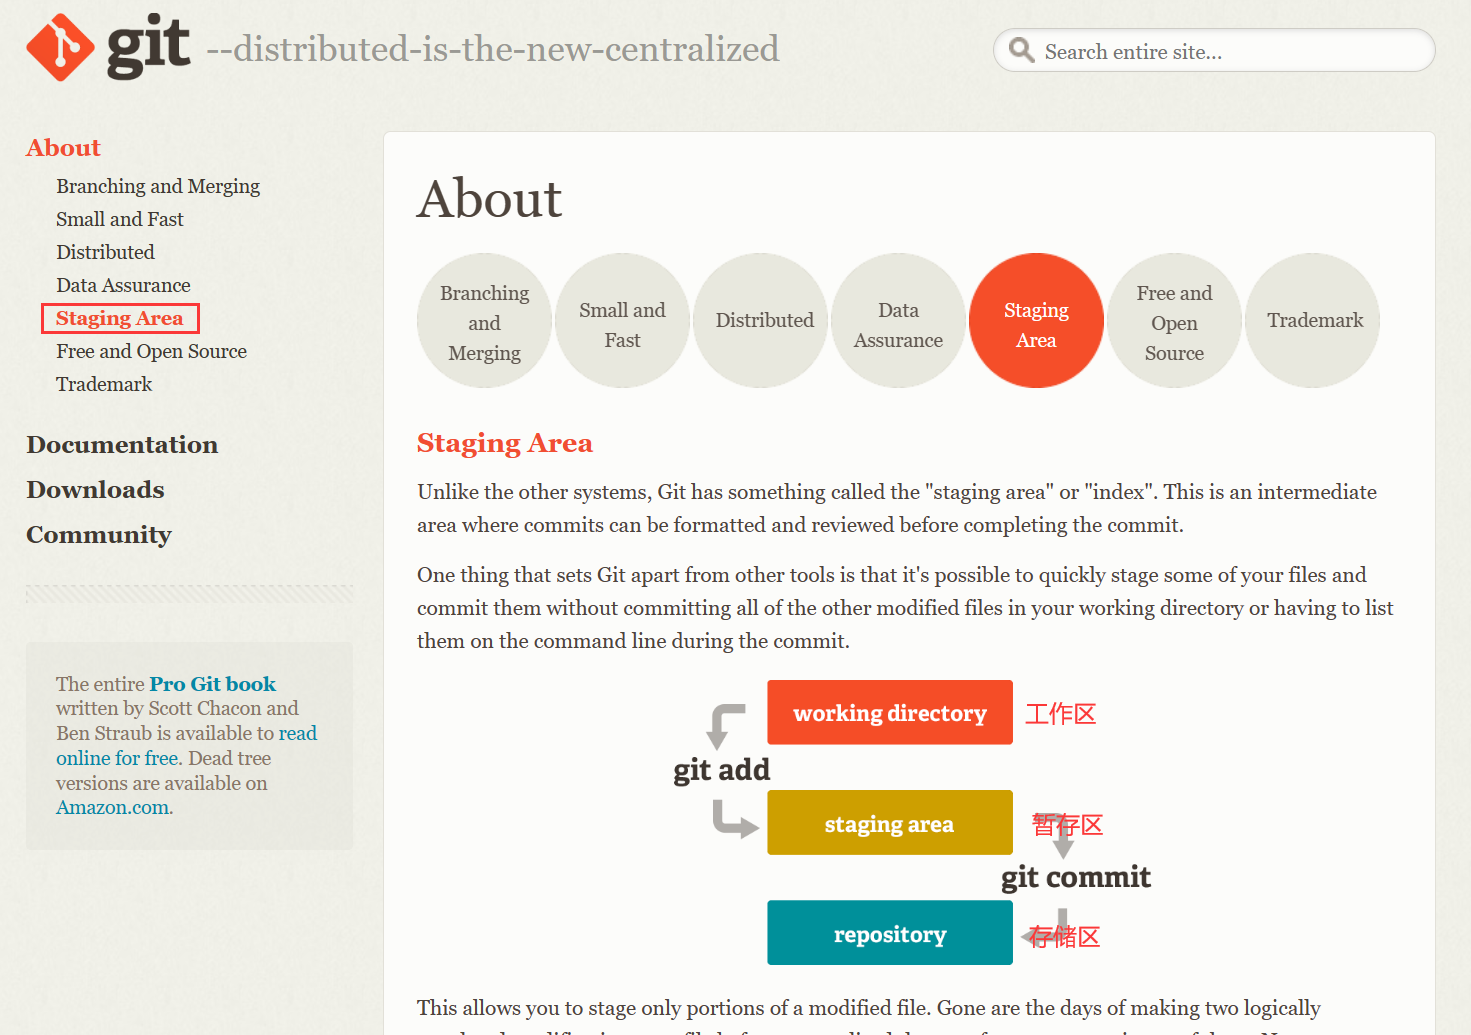 git --distributed-is-the-new-centralized
Search entire site...
About
Branching and Merging
Small and Fast
Distributed
Data Assurance
Staging Area
Free and Open Source
Trademark
Documentation
Downloads
Community
The entire Pro Git book
written by Scott Chacon and
Ben Straub is available to read
online for free. Dead tree
versions are available on
Amazon.com.
About
Branching
and
Merging
Small and
Fast
Distributed
Data
Assurance
Staging
Area
Free and
Open
Source
Trademark
Staging Area
Unlike the other systems, Git has something called the "staging area" or "index". This is an intermediate
area where commits can be formatted and reviewed before completing the commit.
One thing that sets Git apart from other tools is that it's possible to quickly stage some of your files and
commit them without committing all of the other modified files in your working directory or having to list
them on the command line during the commit.
working directory 工作区
git add
staging area 暂存区
git commit
repository 存储区
This allows you to stage only portions of a modified file. Gone are the days of making two logically